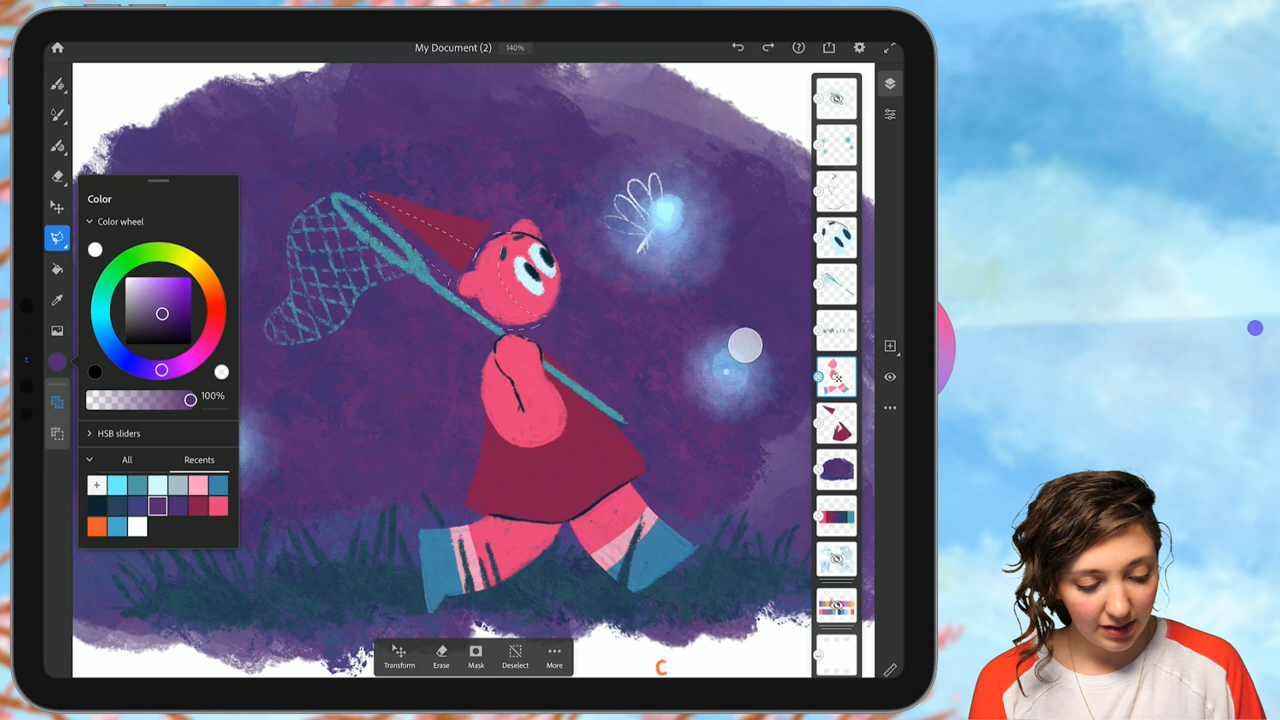 My Document (2) 140%
Color
Color wheel
100%
HSB sliders
All Recents
Transform Erase Mask Deselect More
C